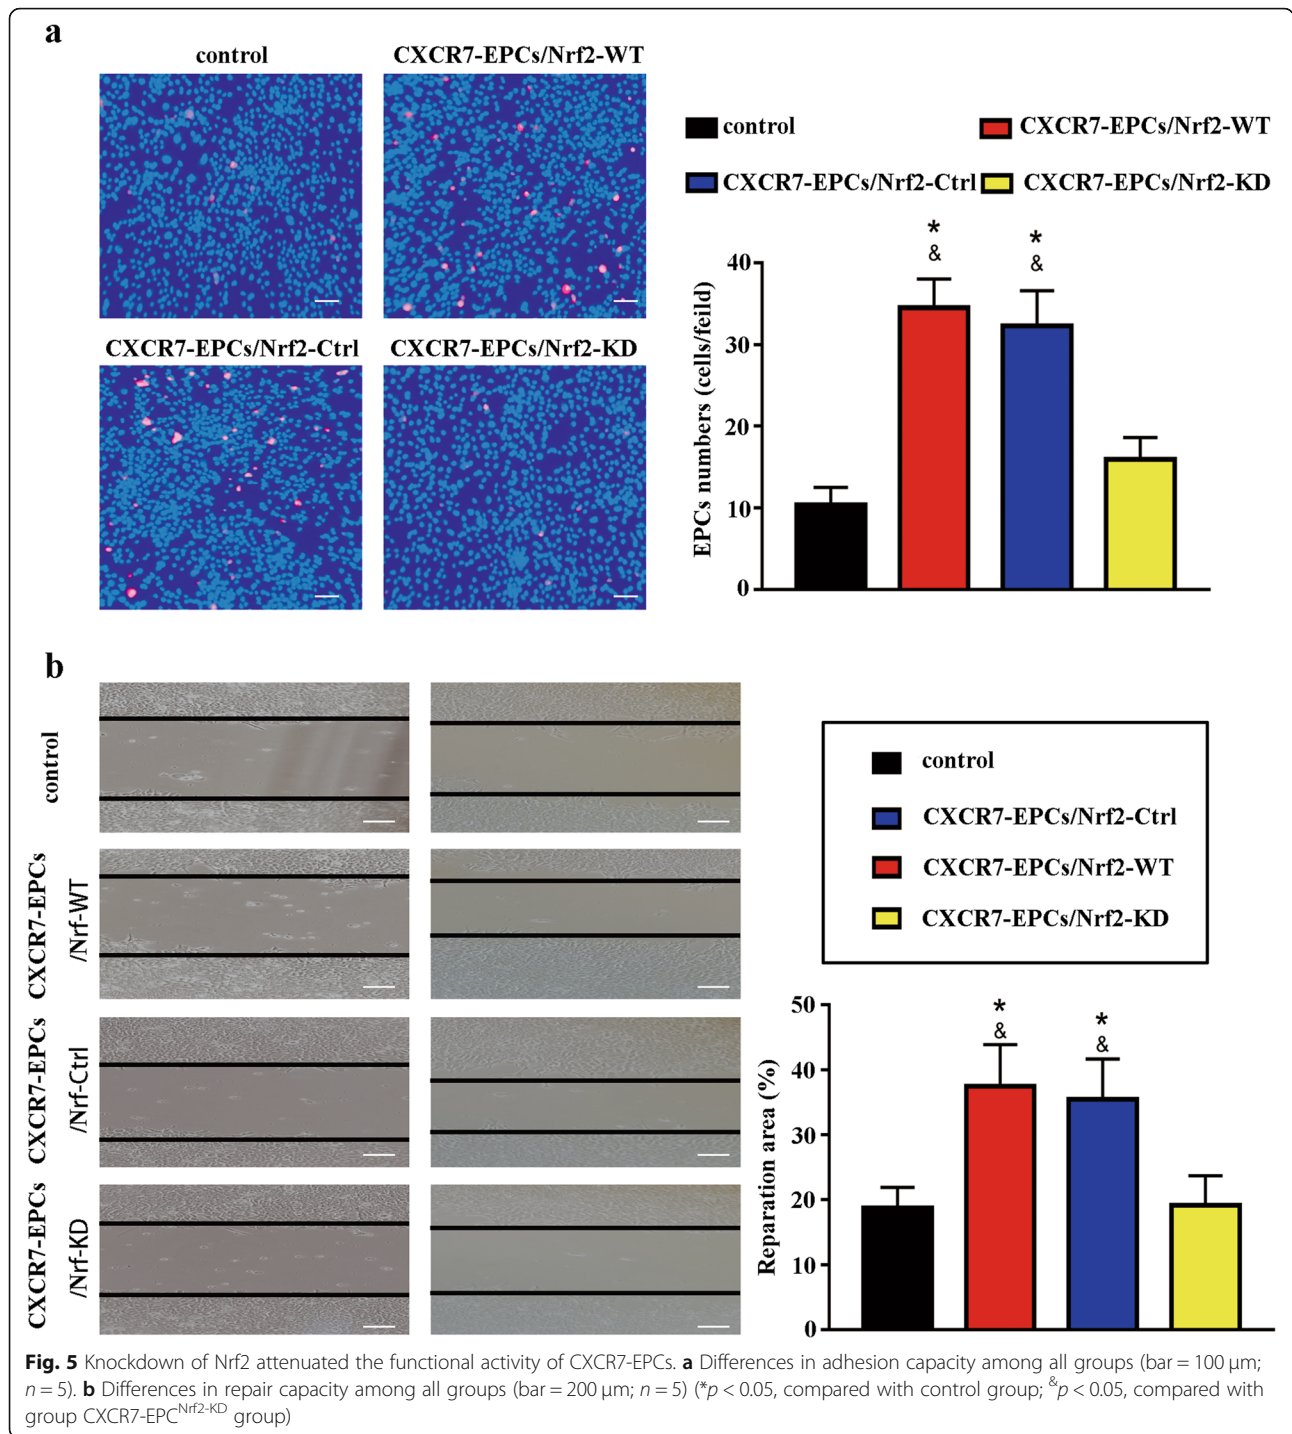 a
control
CXCR7-EPCs/Nrf2-WT
CXCR7-EPCs/Nrf2-Ctrl
CXCR7-EPCs/Nrf2-KD
control
CXCR7-EPCs/Nrf2-WT
CXCR7-EPCs/Nrf2-Ctrl
CXCR7-EPCs/Nrf2-KD
EPCs numbers (cells/feild)
40
30
20
10
0
*
&
*
&
b
control
CXCR7-EPCs
/Nrf-WT
CXCR7-EPCs
/Nrf-Ctrl
CXCR7-EPCs
/Nrf-KD
control
CXCR7-EPCs/Nrf2-Ctrl
CXCR7-EPCs/Nrf2-WT
CXCR7-EPCs/Nrf2-KD
Reparation area (%)
50
40
30
20
10
0
*
&
*
&
Fig. 5 Knockdown of Nrf2 attenuated the functional activity of CXCR7-EPCs. a Differences in adhesion capacity among all groups (bar = 100 μm;
n = 5). b Differences in repair capacity among all groups (bar = 200 μm; n = 5) (*p < 0.05, compared with control group; &p < 0.05, compared with
group CXCR7-EPCNrf2-KD group)